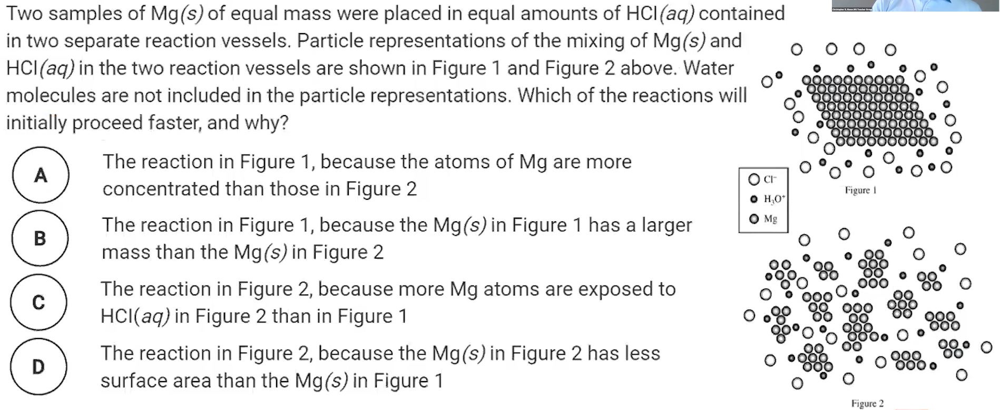 Two samples of Mg(s) of equal mass were placed in equal amounts of HCl(aq) contained
in two separate reaction vessels. Particle representations of the mixing of Mg(s) and
HCl(aq) in the two reaction vessels are shown in Figure 1 and Figure 2 above. Water
molecules are not included in the particle representations. Which of the reactions will
initially proceed faster, and why?
A
The reaction in Figure 1, because the atoms of Mg are more
concentrated than those in Figure 2
B
The reaction in Figure 1, because the Mg(s) in Figure 1 has a larger
mass than the Mg(s) in Figure 2
C
The reaction in Figure 2, because more Mg atoms are exposed to
HCl(aq) in Figure 2 than in Figure 1
D
The reaction in Figure 2, because the Mg(s) in Figure 2 has less
surface area than the Mg(s) in Figure 1
Figure 1
Cl⁻
H₃O⁺
Mg
Figure 2